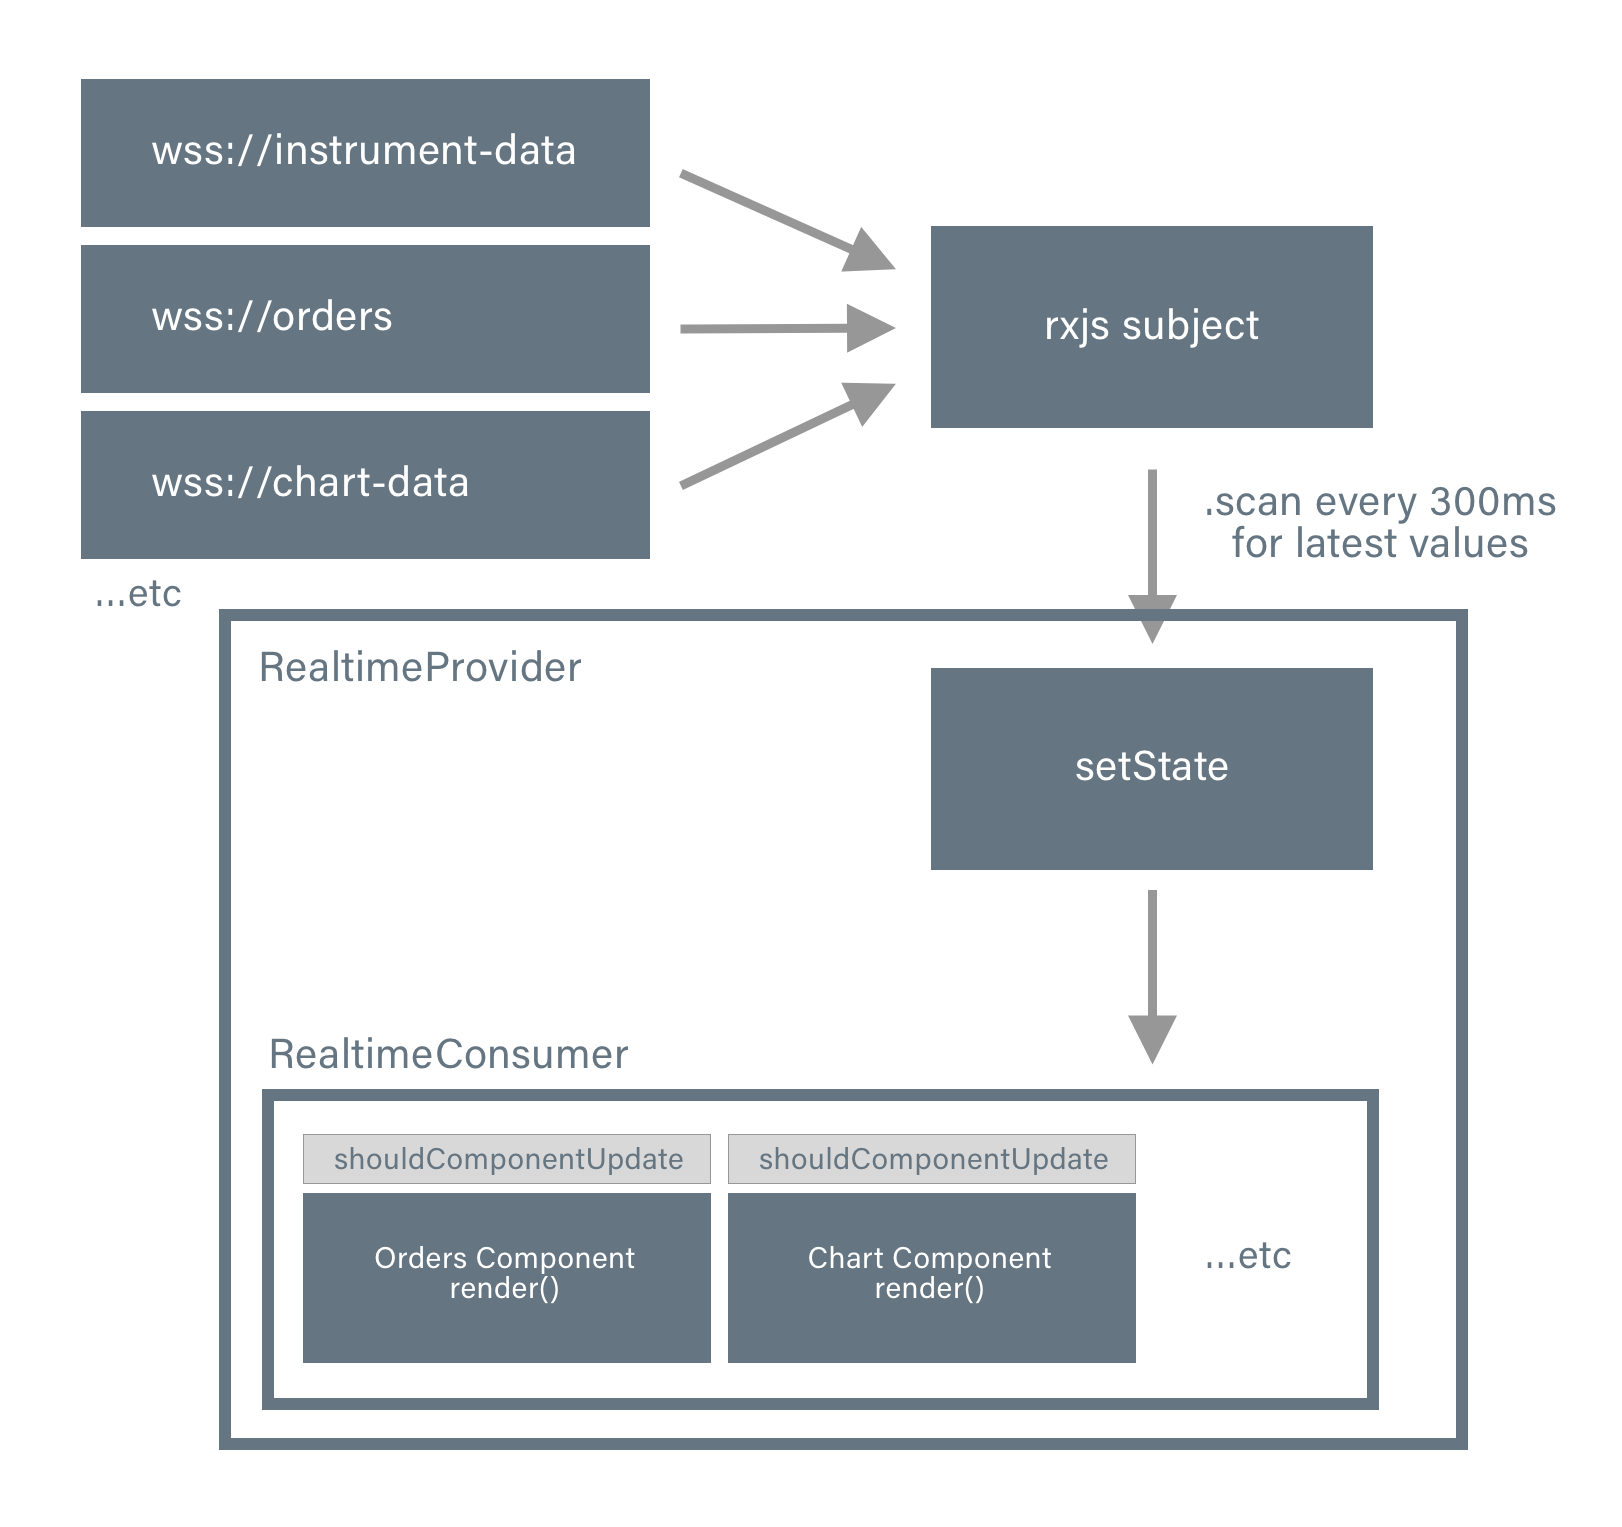 wss://instrument-data
wss://orders
wss://chart-data
...etc
rxjs subject
.scan every 300ms
for latest values
RealtimeProvider
setState
RealtimeConsumer
shouldComponentUpdate
Orders Component
render()
shouldComponentUpdate
Chart Component
render()
...etc